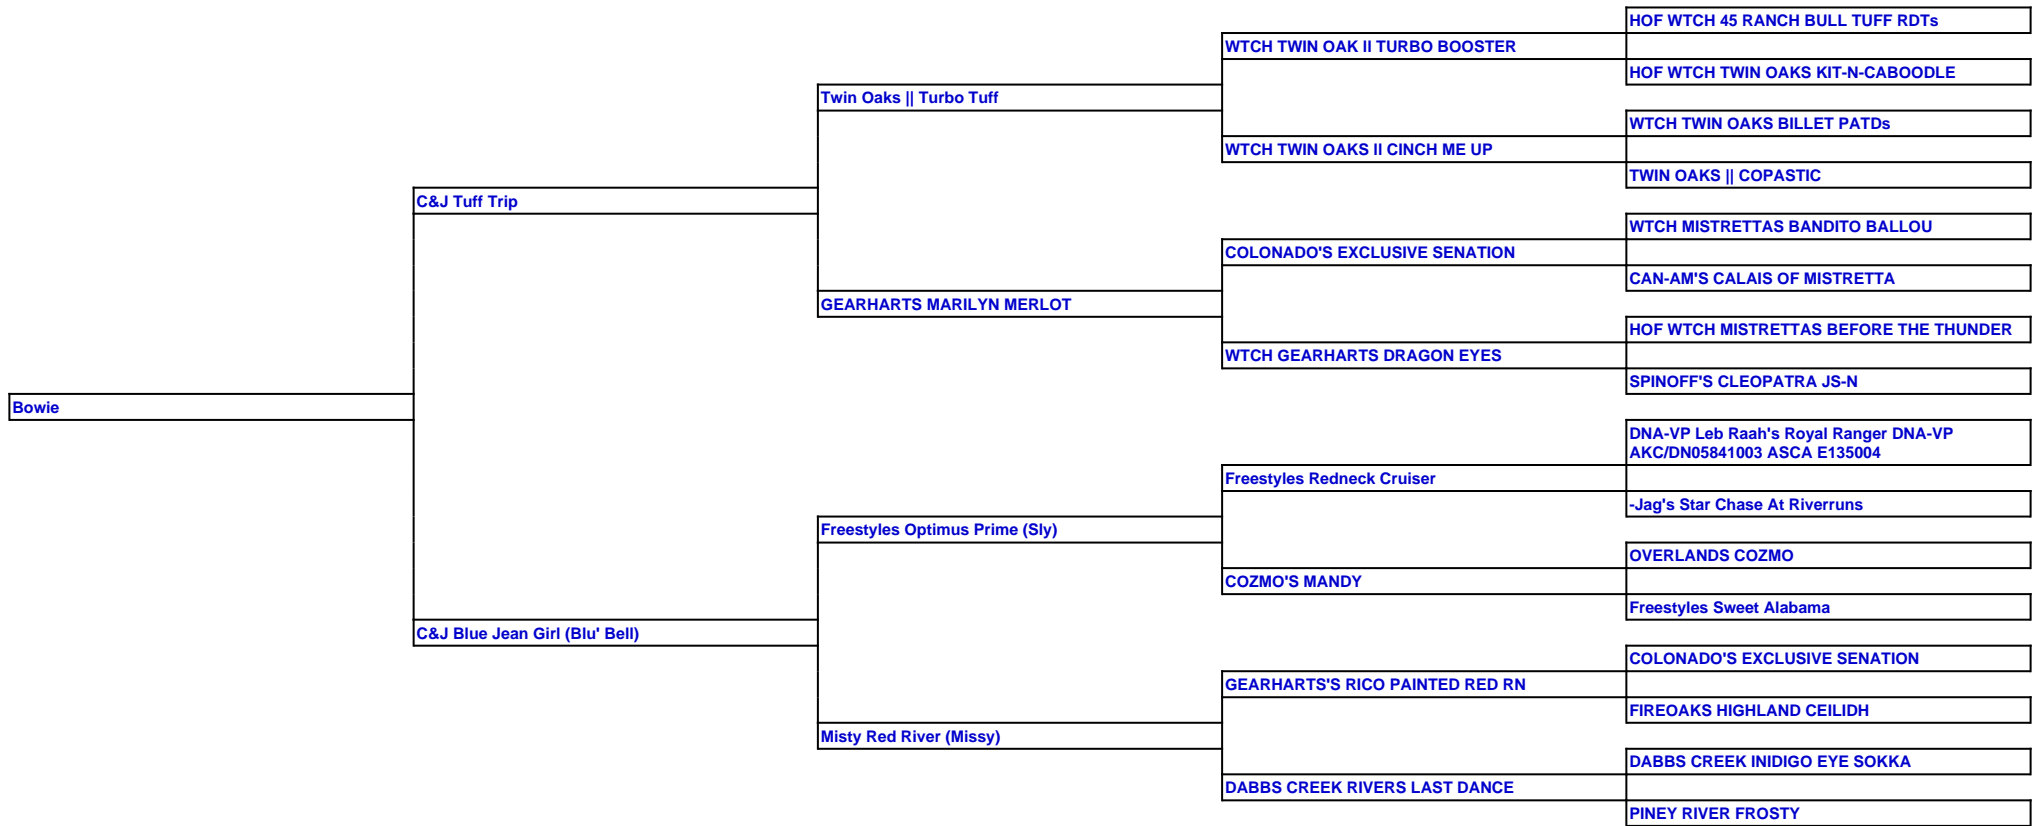 HOF WTCH 45 RANCH BULL TUFF RDTs
WTCH TWIN OAK II TURBO BOOSTER
HOF WTCH TWIN OAKS KIT-N-CABOODLE
Twin Oaks || Turbo Tuff
WTCH TWIN OAKS BILLET PATDs
WTCH TWIN OAKS II CINCH ME UP
TWIN OAKS || COPASTIC
C&J Tuff Trip
WTCH MISTRETTAS BANDITO BALLOU
COLONADO'S EXCLUSIVE SENATION
CAN-AM'S CALAIS OF MISTRETTA
GEARHARTS MARILYN MERLOT
HOF WTCH MISTRETTAS BEFORE THE THUNDER
WTCH GEARHARTS DRAGON EYES
SPINOFF'S CLEOPATRA JS-N
Bowie
DNA-VP Leb Raah's Royal Ranger DNA-VP
AKC/DN05841003 ASCA E135004
Freestyles Redneck Cruiser
-Jag's Star Chase At Riverruns
Freestyles Optimus Prime (Sly)
OVERLANDS COZMO
COZMO'S MANDY
Freestyles Sweet Alabama
C&J Blue Jean Girl (Blu' Bell)
COLONADO'S EXCLUSIVE SENATION
GEARHARTS'S RICO PAINTED RED RN
FIREOAKS HIGHLAND CEILIDH
Misty Red River (Missy)
DABBS CREEK INIDIGO EYE SOKKA
DABBS CREEK RIVERS LAST DANCE
PINEY RIVER FROSTY